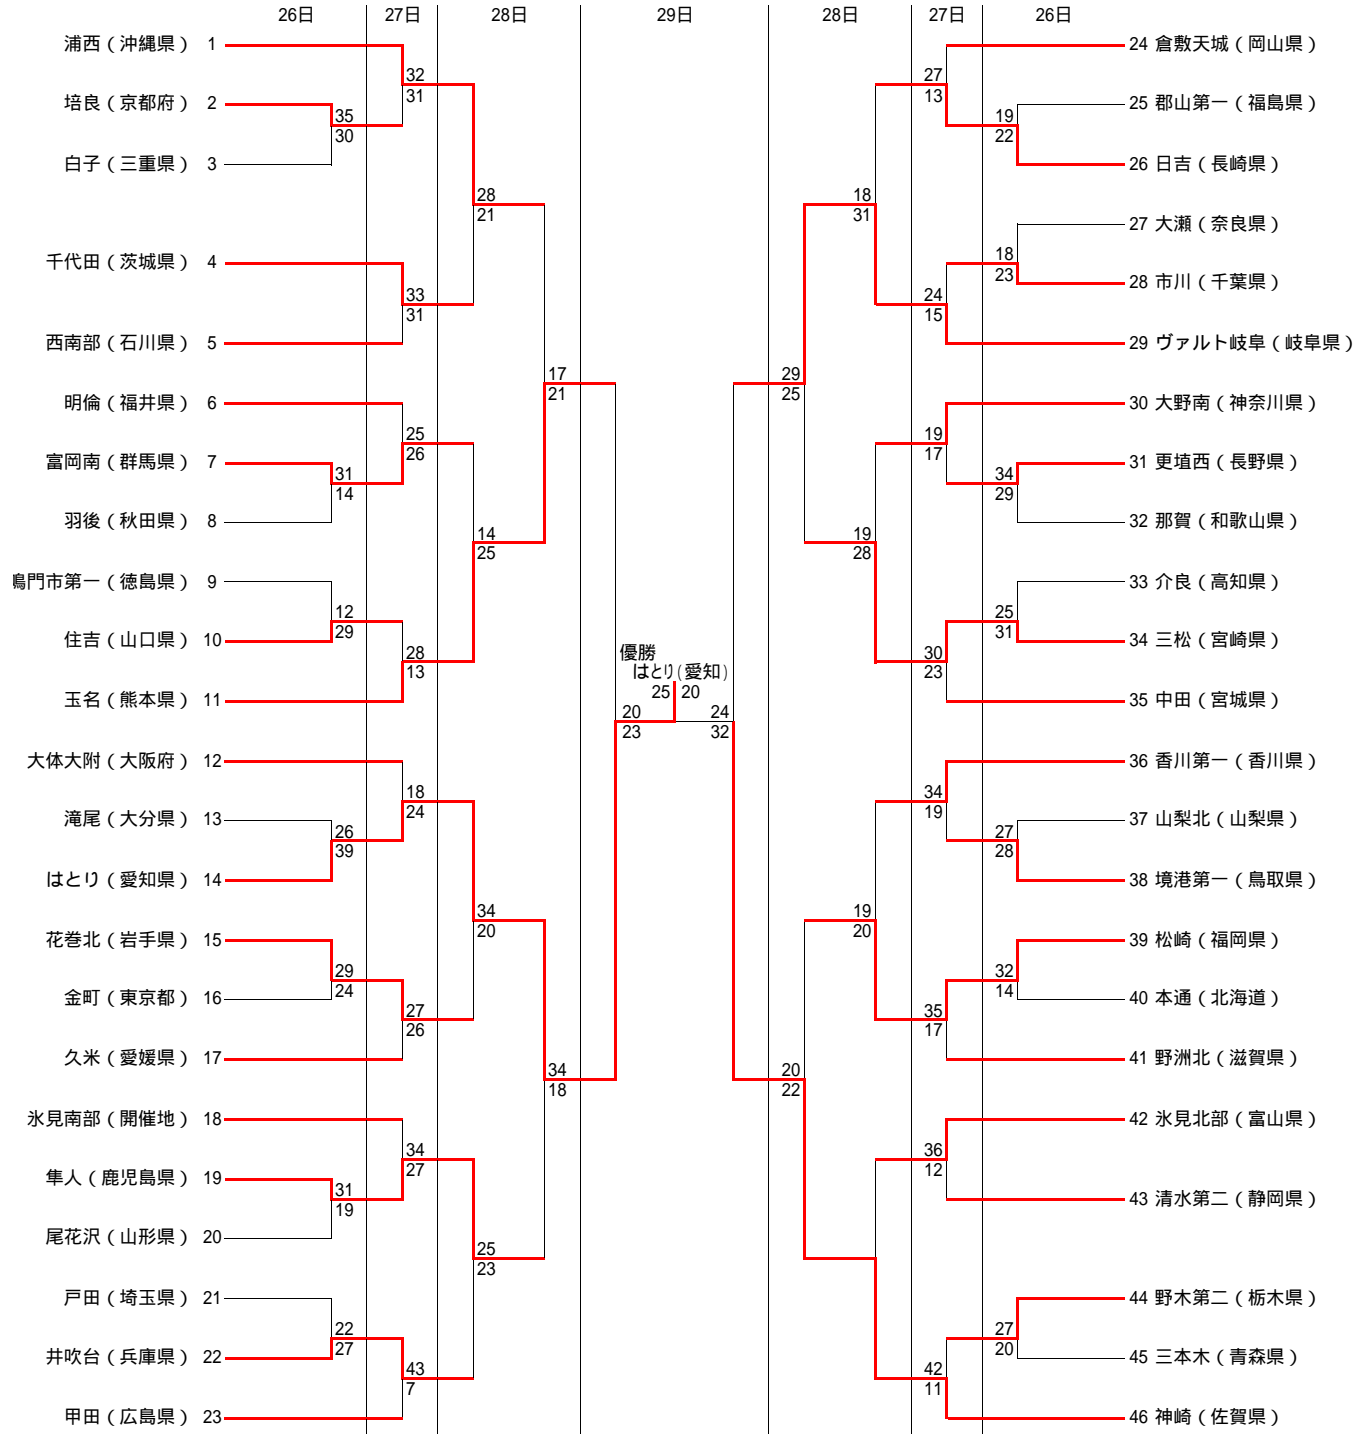 26日 27日 28日 29日 28日 27日 26日
浦西（沖縄県） 1
培良（京都府） 2
白子（三重県） 3
千代田（茨城県） 4
西南部（石川県） 5
明倫（福井県） 6
富岡南（群馬県） 7
羽後（秋田県） 8
鳴門市第一（徳島県） 9
住吉（山口県） 10
玉名（熊本県） 11
大体大附（大阪府） 12
滝尾（大分県） 13
はとり（愛知県） 14
花巻北（岩手県） 15
金町（東京都） 16
久米（愛媛県） 17
氷見南部（開催地） 18
隼人（鹿児島県） 19
尾花沢（山形県） 20
戸田（埼玉県） 21
井吹台（兵庫県） 22
甲田（広島県） 23
35
30
31
14
12
29
26
39
29
24
31
19
22
27
32
31
33
31
25
26
28
13
18
24
27
26
34
27
43
7
28
21
14
25
34
20
25
23
17
21
34
18
20
23
優勝
はとり(愛知)
25 20
24
32
29
25
20
22
18
31
19
28
19
20
27
13
24
15
19
17
30
23
34
19
35
17
36
12
42
11
19
22
18
23
34
29
25
31
27
28
32
14
27
20
24 倉敷天城（岡山県）
25 郡山第一（福島県）
26 日吉（長崎県）
27 大瀬（奈良県）
28 市川（千葉県）
29 ヴァルト岐阜（岐阜県）
30 大野南（神奈川県）
31 更埴西（長野県）
32 那賀（和歌山県）
33 介良（高知県）
34 三松（宮崎県）
35 中田（宮城県）
36 香川第一（香川県）
37 山梨北（山梨県）
38 境港第一（鳥取県）
39 松崎（福岡県）
40 本通（北海道）
41 野洲北（滋賀県）
42 氷見北部（富山県）
43 清水第二（静岡県）
44 野木第二（栃木県）
45 三本木（青森県）
46 神崎（佐賀県）